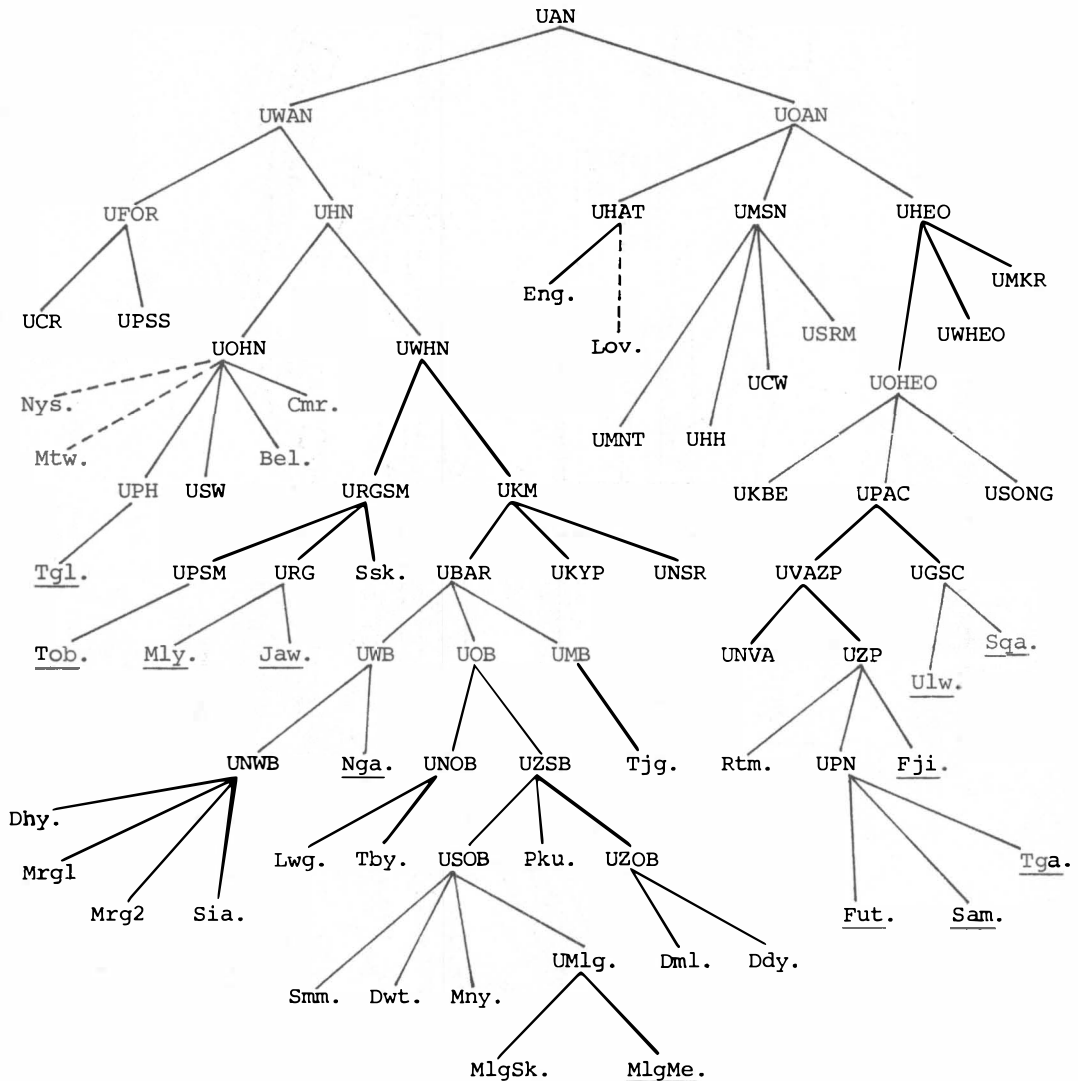 UAN
UWAN UOAN
UFOR UHN UHAT UMSN UHEO
UMKR
Eng.
UCR UPSS USRM UWHEO
UOHN UWHN Lov.
UCW UOHEO
Nys. Cmr.
UMNT UHH
Mtw. Bel.
UPH USW URGSM UKM UKBE UPAC USONG
Tgl. UPSM URG Ssk. UBAR UKYP UNSR UVAZP UGSC
Sqa.
Tob. Mly. Jaw. UWB UOB UMB UNVA UZP
Ulw.
UNWB Nga. UNOB UZSB Tjg. Rtm. UPN Fji.
Dhy.
Lwg. Tby. USOB Pku. UZOB Tga.
Mrg1
Mrg2 Sia. Fut. Sam.
UMlg. Dml. Ddy.
Smm. Dwt. Mny.
MlgSk. MlgMe.